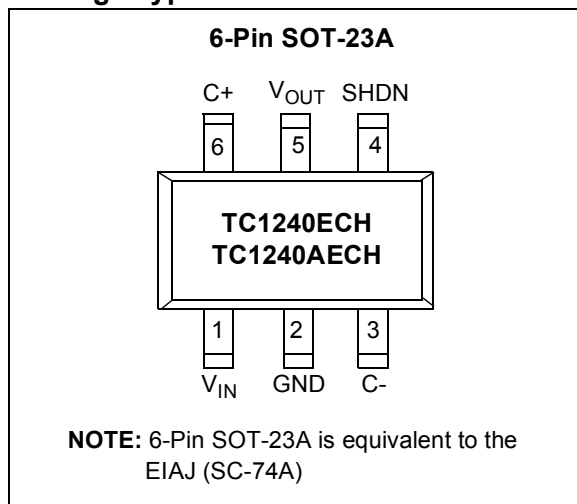 6-Pin SOT-23A
C+ VOUT SHDN
6 5 4
TC1240ECH
TC1240AECH
1 2 3
VIN GND C-
NOTE: 6-Pin SOT-23A is equivalent to the
EIAJ (SC-74A)